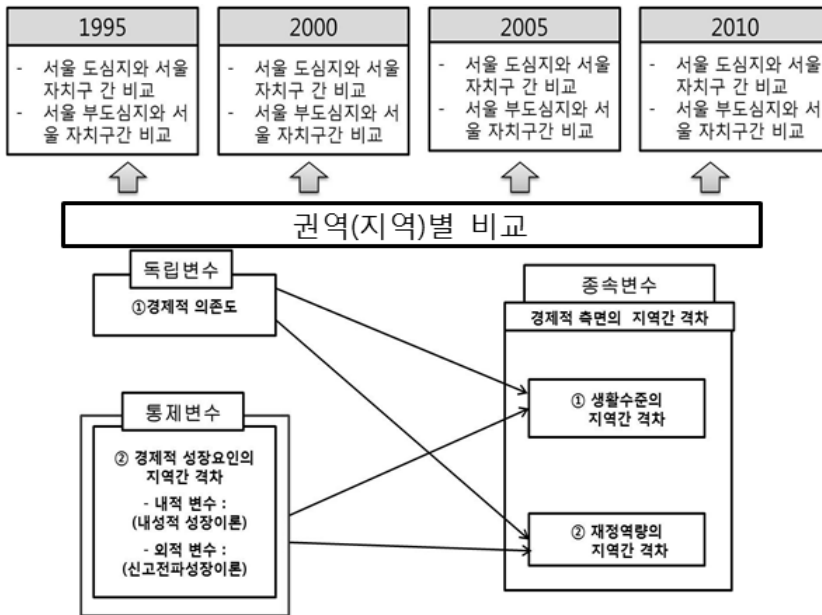 1995
- 서울 도심지와 서울
자치구 간 비교
- 서울 부도심지와 서
울 자치구간 비교
2000
- 서울 도심지와 서울
자치구 간 비교
- 서울 부도심지와 서
울 자치구간 비교
2005
- 서울 도심지와 서울
자치구 간 비교
- 서울 부도심지와 서
울 자치구간 비교
2010
- 서울 도심지와 서울
자치구 간 비교
- 서울 부도심지와 서
울 자치구간 비교
권역(지역)별 비교
독립변수
①경제적 의존도
통제변수
② 경제적 성장요인의
지역간 격차
- 내적 변수 :
(내성적 성장이론)
- 외적 변수 :
(신고전파성장이론)
종속변수
경제적 측면의 지역간 격차
① 생활수준의
지역간 격차
② 재정역량의
지역간 격차